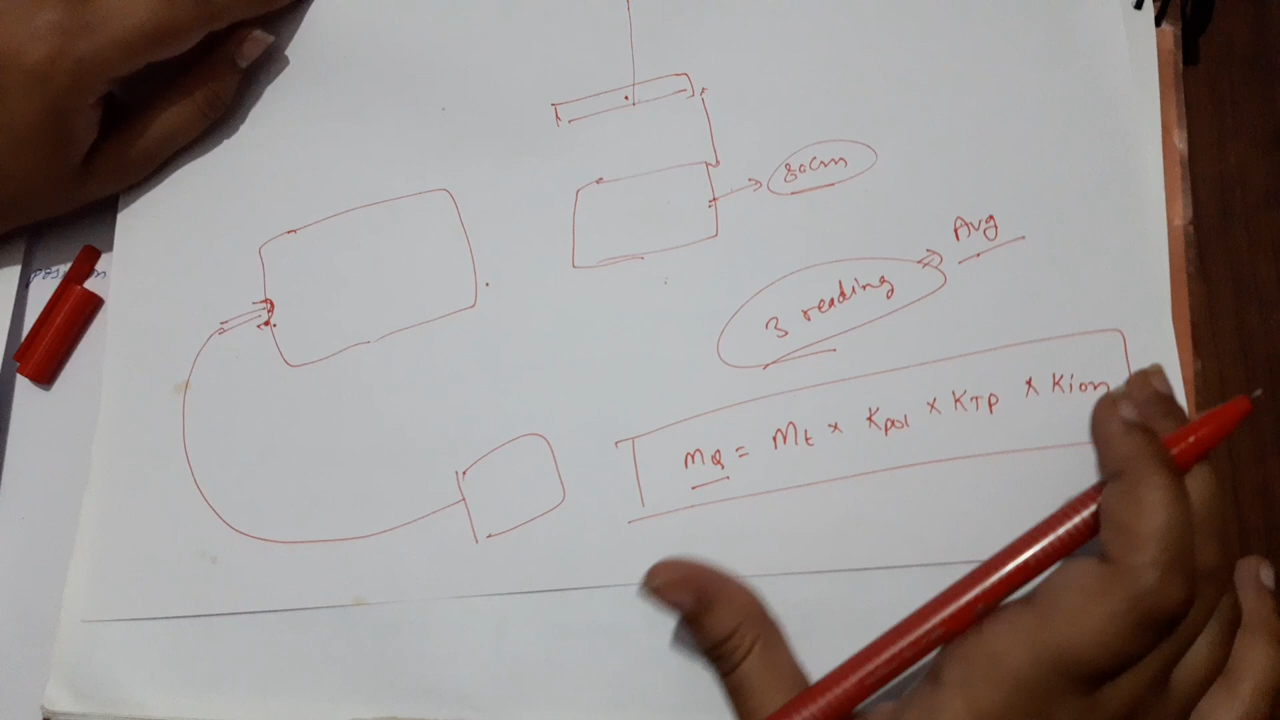 80cm
Avg
3 reading
MQ = Mt × Kpol × KTP × Kion